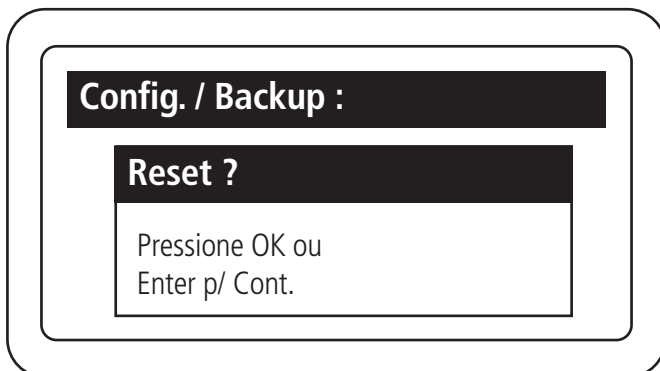 Config. / Backup :
Reset ?
Pressione OK ou
Enter p/ Cont.